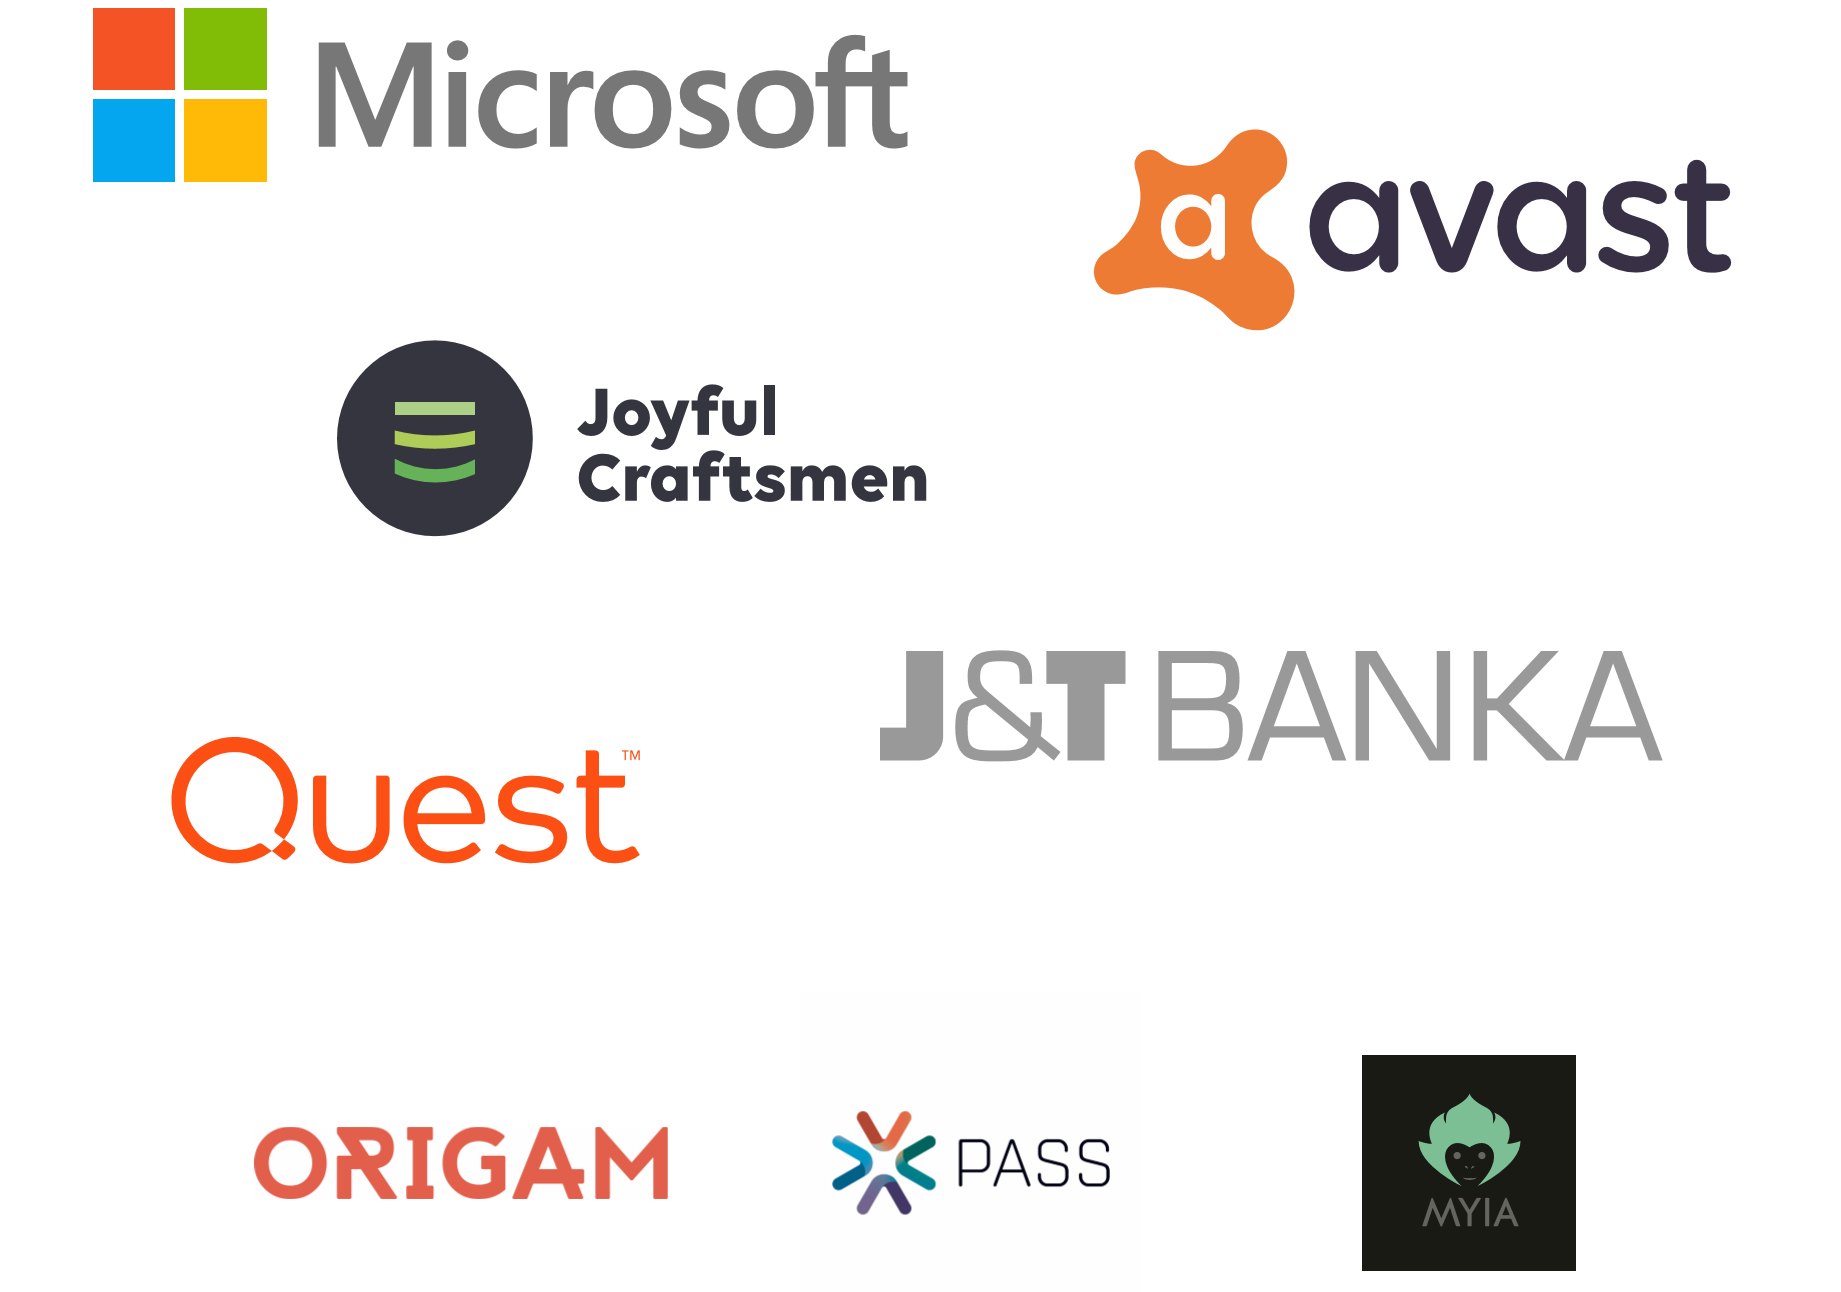 Microsoft
a avast
Joyful
Craftsmen
J&T BANKA
Quest™
ORIGAM
PASS
MYIA